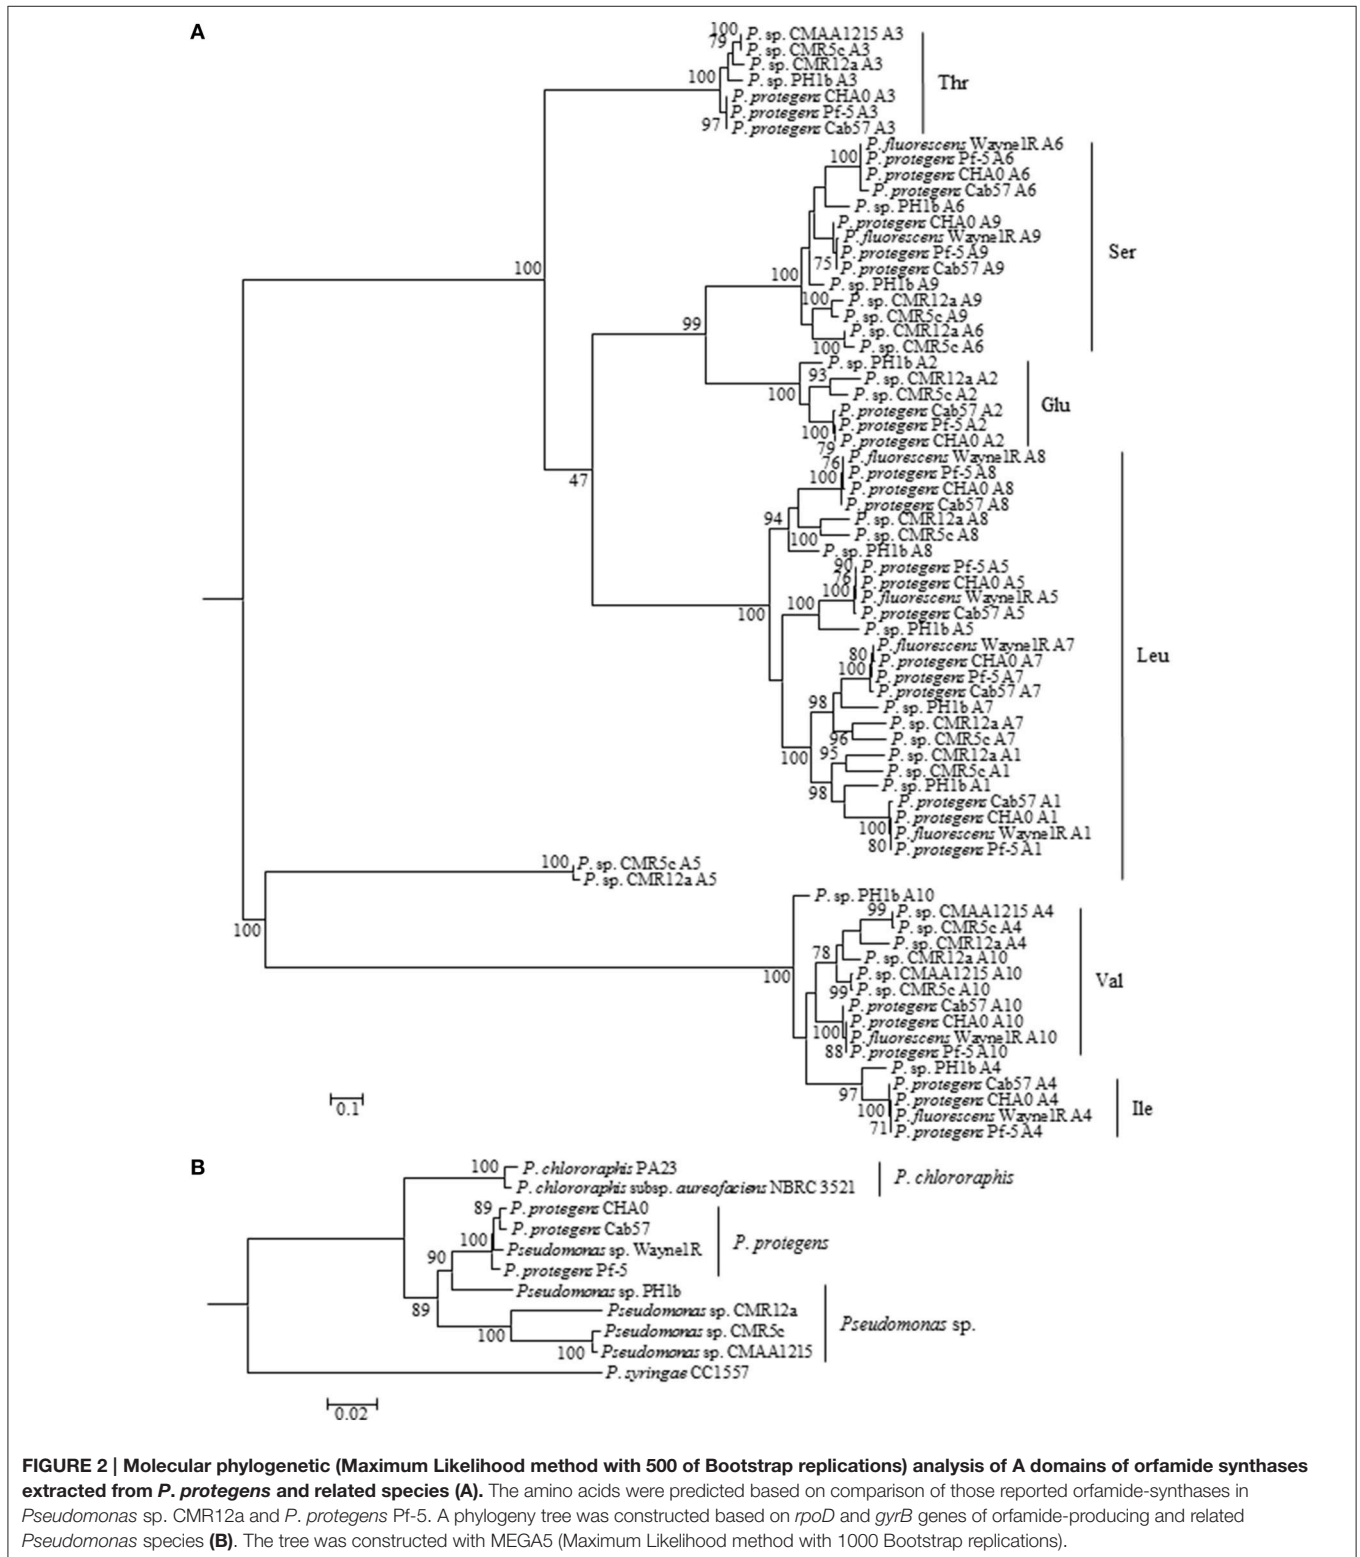 A
100
79
P. sp. CMAA1215 A3
P. sp. CMR5c A3
P. sp. CMR12a A3
100
P. sp. PH1b A3
Thr
P. protegens CHA0 A3
P. protegens Pf-5 A3
97
P. protegens Cab57 A3
P. fluorescens Wayne1R A6
100
P. protegens Pf-5 A6
P. protegens CHA0 A6
P. protegens Cab57 A6
P. sp. PH1b A6
P. protegens CHA0 A9
P. fluorescens Wayne1R A9
Ser
P. protegens Pf-5 A9
75
P. protegens Cab57 A9
100
100
P. sp. PH1b A9
100
P. sp. CMR12a A9
P. sp. CMR5c A9
99
P. sp. CMR12a A6
100
P. sp. CMR5c A6
P. sp. PH1b A2
93
P. sp. CMR12a A2
100
P. sp. CMR5c A2
Glu
P. protegens Cab57 A2
P. protegens Pf-5 A2
100
P. protegens CHA0 A2
79
P. fluorescens Wayne1R A8
76
P. protegens Pf-5 A8
100
47
P. protegens CHA0 A8
P. protegens Cab57 A8
94
P. sp. CMR12a A8
P. sp. CMR5c A8
100
P. sp. PH1b A8
90
P. protegens Pf-5 A5
76
P. protegens CHA0 A5
100
P. fluorescens Wayne1R A5
100
100
P. protegens Cab57 A5
P. sp. PH1b A5
P. fluorescens Wayne1R A7
80
Leu
P. protegens CHA0 A7
100
P. protegens Pf-5 A7
P. protegens Cab57 A7
98
P. sp. PH1b A7
P. sp. CMR12a A7
96
P. sp. CMR5c A7
100
95
P. sp. CMR12a A1
P. sp. CMR5c A1
98
P. sp. PH1b A1
P. protegens Cab57 A1
P. protegens CHA0 A1
100
P. fluorescens Wayne1R A1
80
P. protegens Pf-5 A1
100
P. sp. CMR5c A5
P. sp. CMR12a A5
P. sp. PH1b A10
99
P. sp. CMAA1215 A4
100
P. sp. CMR5c A4
P. sp. CMR12a A4
78
P. sp. CMR12a A10
100
P. sp. CMAA1215 A10
Val
99
P. sp. CMR5c A10
P. protegens Cab57 A10
P. protegens CHA0 A10
100
P. fluorescens Wayne1R A10
88
P. protegens Pf-5 A10
P. sp. PH1b A4
97
P. protegens Cab57 A4
P. protegens CHA0 A4
0.1
100
Ile
P. fluorescens Wayne1R A4
71
P. protegens Pf-5 A4
B
100
P. chlororaphis PA23
P. chlororaphis
P. chlororaphis subsp. aureofaciens NBRC 3521
89
P. protegens CHA0
P. protegens Cab57
100
P. protegens
90
Pseudomonas sp. Wayne1R
P. protegens Pf-5
Pseudomonas sp. PH1b
89
Pseudomonas sp. CMR12a
Pseudomonas sp.
100
Pseudomonas sp. CMR5c
100
Pseudomonas sp. CMAA1215
P. syringae CC1557
0.02
FIGURE 2 | Molecular phylogenetic (Maximum Likelihood method with 500 of Bootstrap replications) analysis of A domains of orfamide synthases
extracted from P. protegens and related species (A). The amino acids were predicted based on comparison of those reported orfamide-synthases in
Pseudomonas sp. CMR12a and P. protegens Pf-5. A phylogeny tree was constructed based on rpoD and gyrB genes of orfamide-producing and related
Pseudomonas species (B). The tree was constructed with MEGA5 (Maximum Likelihood method with 1000 Bootstrap replications).